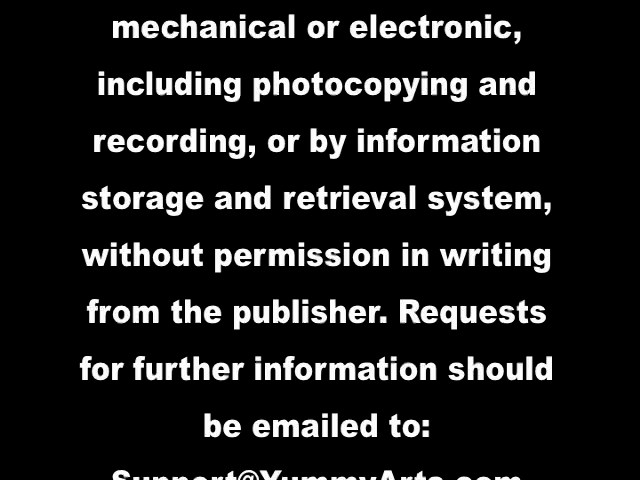 mechanical or electronic,
including photocopying and
recording, or by information
storage and retrieval system,
without permission in writing
from the publisher. Requests
for further information should
be emailed to:
Support@YummyArts.com